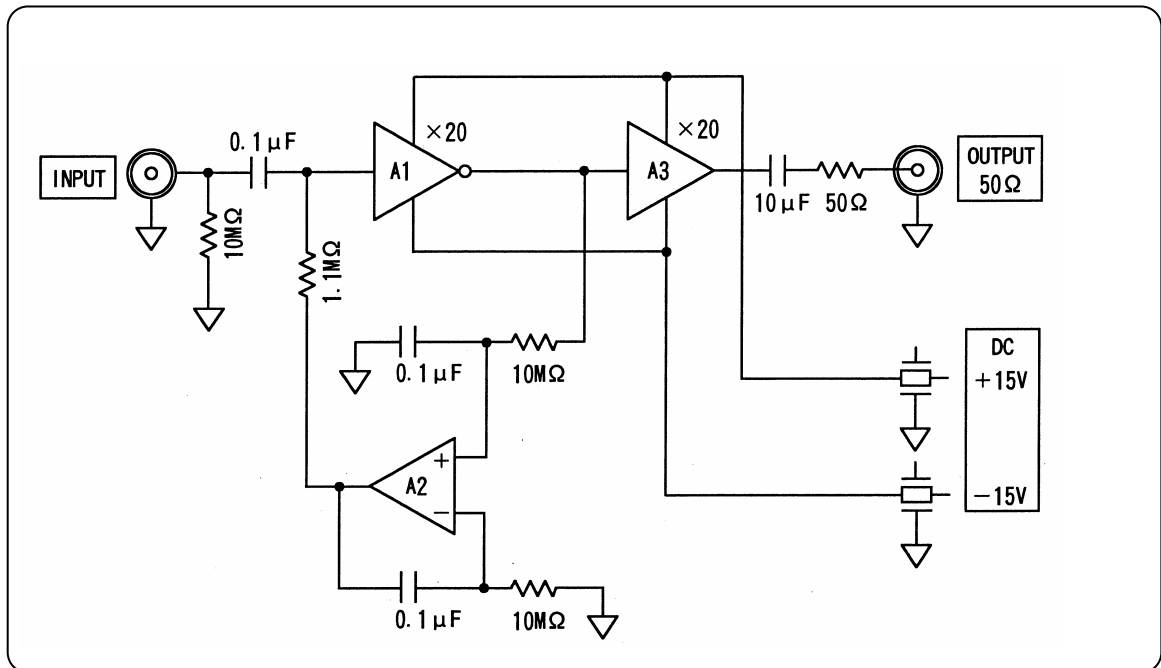 INPUT
0.1μF
10MΩ
1.1MΩ
A1
×20
A3
×20
10μF
50Ω
OUTPUT
50Ω
0.1μF
10MΩ
A2
+
−
0.1μF
10MΩ
DC
+15V
−15V